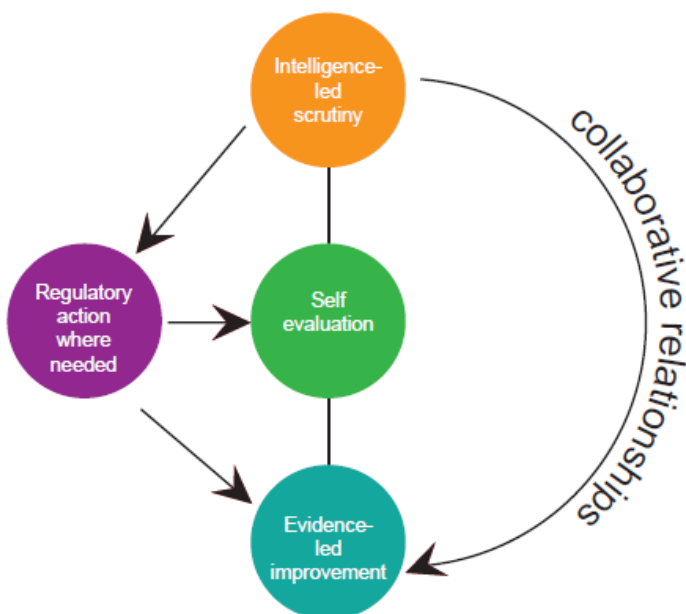 Intelligence-
led
scrutiny
collaborative relationships
Regulatory
action
where
needed
Self
evaluation
Evidence-
led
improvement